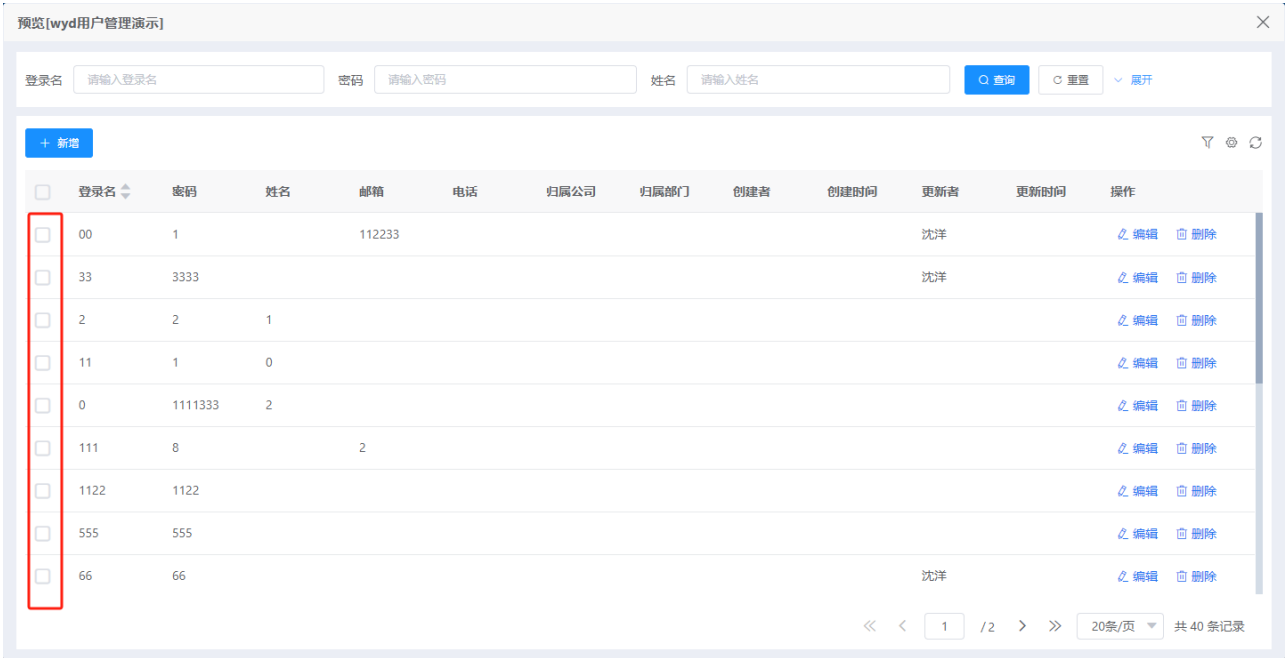 预览[wyd用户管理演示]
登录名 请输入登录名 密码 请输入密码 姓名 请输入姓名 查询 重置 展开
新增
登录名 密码 姓名 邮箱 电话 归属公司 归属部门 创建者 创建时间 更新者 更新时间 操作
00 1 112233 沈洋 编辑 删除
33 3333 沈洋 编辑 删除
2 2 1 编辑 删除
11 1 0 编辑 删除
0 1111333 2 编辑 删除
111 8 2 编辑 删除
1122 1122 编辑 删除
555 555 编辑 删除
66 66 沈洋 编辑 删除
1 / 2 20条/页 共 40 条记录